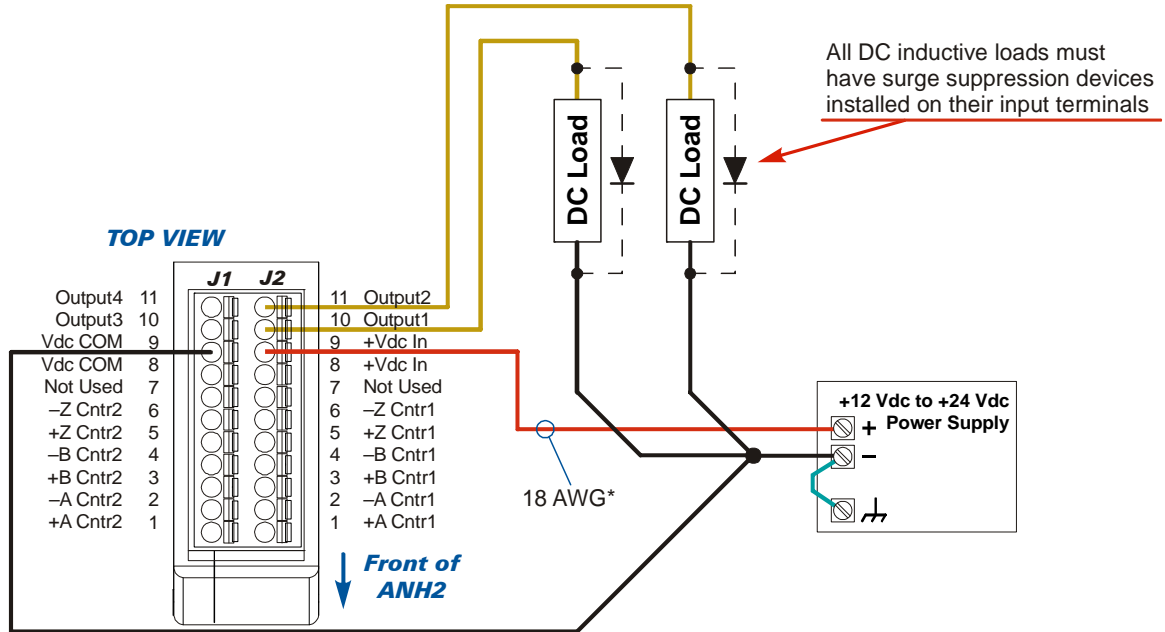 All DC inductive loads must
have surge suppression devices
installed on their input terminals
DC Load
DC Load
TOP VIEW
J1 J2
Output4 11
Output3 10
Vdc COM 9
Vdc COM 8
Not Used 7
–Z Cntr2 6
+Z Cntr2 5
–B Cntr2 4
+B Cntr2 3
–A Cntr2 2
+A Cntr2 1
11 Output2
10 Output1
9 +Vdc In
8 +Vdc In
7 Not Used
6 –Z Cntr1
5 +Z Cntr1
4 –B Cntr1
3 +B Cntr1
2 –A Cntr1
1 +A Cntr1
18 AWG*
+12 Vdc to +24 Vdc
Power Supply
+
–
Front of
ANH2